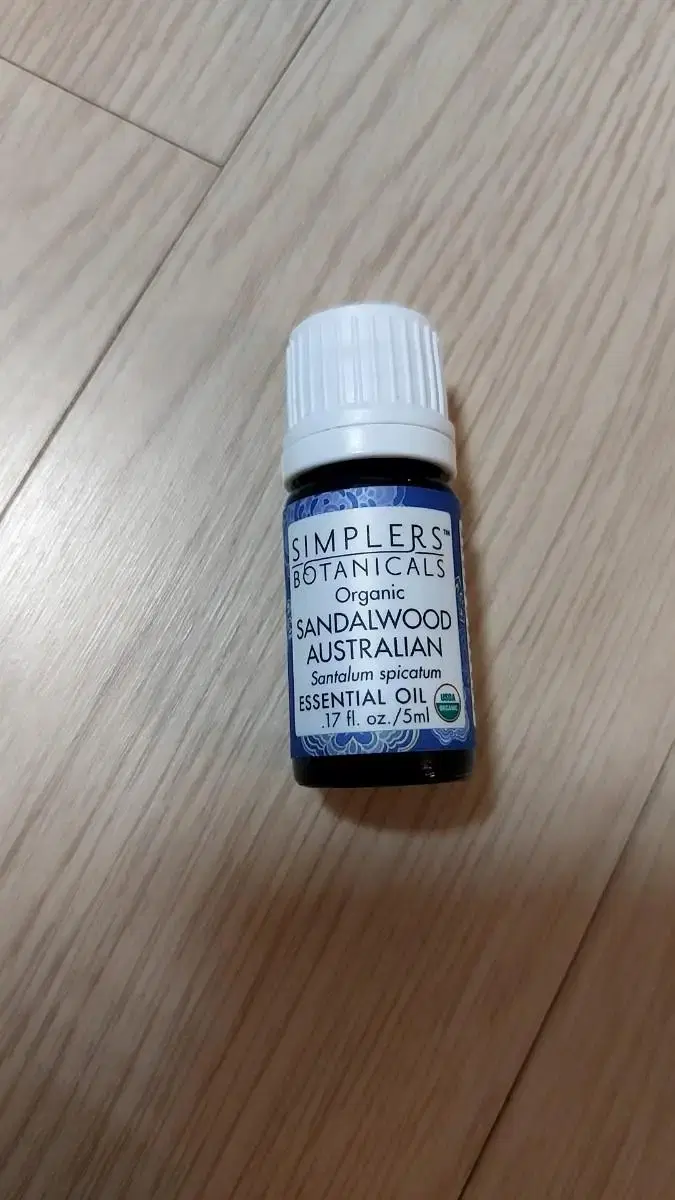 SIMPLERS™
BOTANICALS
Organic
SANDALWOOD
AUSTRALIAN
Santalum spicatum
ESSENTIAL OIL
USDA
ORGANIC
.17 fl. oz./5ml